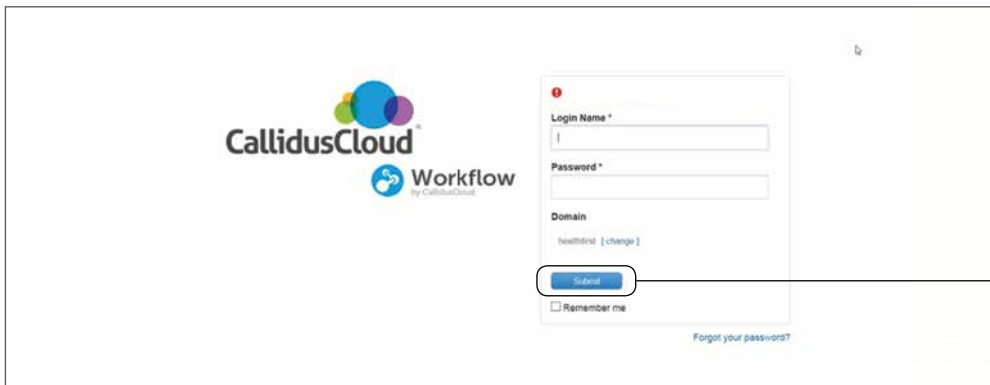 CallidusCloud
Workflow
by CallidusCloud
Login Name *
Password *
Domain
healthfirst [ change ]
Submit
Remember me
Forgot your password?